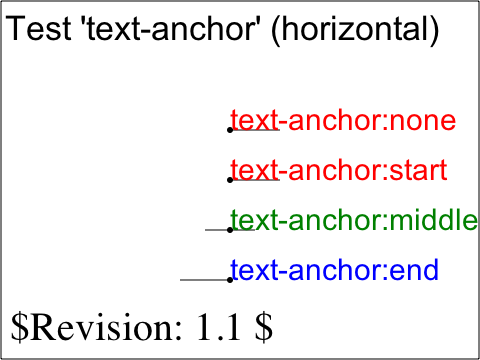 Test 'text-anchor' (horizontal)
text-anchor:none
text-anchor:start
text-anchor:middle
text-anchor:end
$Revision: 1.1 $